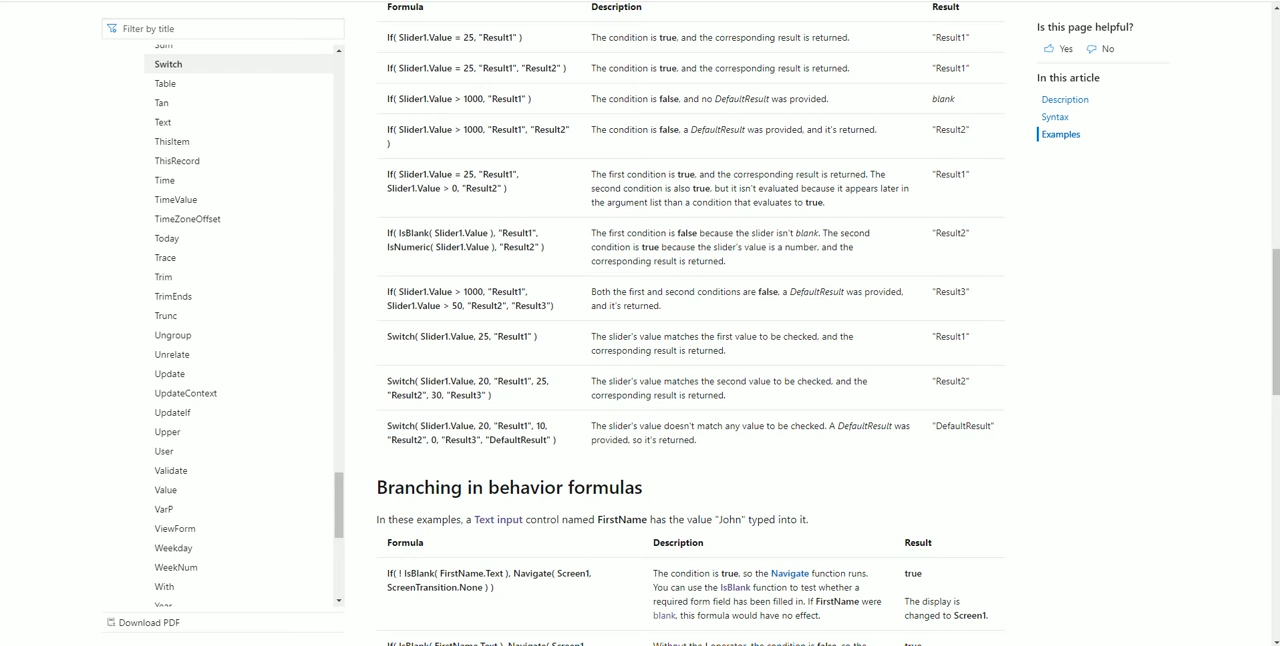 Filter by title
Sum
Switch
Table
Tan
Text
ThisItem
ThisRecord
Time
TimeValue
TimeZoneOffset
Today
Trace
Trim
TrimEnds
Trunc
Ungroup
Unrelate
Update
UpdateContext
UpdateIf
Upper
User
Validate
Value
VarP
ViewForm
Weekday
WeekNum
With
Year
Download PDF
Formula Description Result
If( Slider1.Value = 25, "Result1" ) The condition is true, and the corresponding result is returned. "Result1"
If( Slider1.Value = 25, "Result1", "Result2" ) The condition is true, and the corresponding result is returned. "Result1"
If( Slider1.Value > 1000, "Result1" ) The condition is false, and no DefaultResult was provided. blank
If( Slider1.Value > 1000, "Result1", "Result2" The condition is false, a DefaultResult was provided, and it's returned. "Result2"
)
If( Slider1.Value = 25, "Result1", The first condition is true, and the corresponding result is returned. The "Result1"
Slider1.Value > 0, "Result2" ) second condition is also true, but it isn't evaluated because it appears later in
the argument list than a condition that evaluates to true.
If( IsBlank( Slider1.Value ), "Result1", The first condition is false because the slider isn't blank. The second "Result2"
IsNumeric( Slider1.Value ), "Result2" ) condition is true because the slider's value is a number, and the
corresponding result is returned.
If( Slider1.Value > 1000, "Result1", Both the first and second conditions are false, a DefaultResult was provided, "Result3"
Slider1.Value > 50, "Result2", "Result3") and it's returned.
Switch( Slider1.Value, 25, "Result1" ) The slider's value matches the first value to be checked, and the "Result1"
corresponding result is returned.
Switch( Slider1.Value, 20, "Result1", 25, The slider's value matches the second value to be checked, and the "Result2"
"Result2", 30, "Result3" ) corresponding result is returned.
Switch( Slider1.Value, 20, "Result1", 10, The slider's value doesn't match any value to be checked. A DefaultResult was "DefaultResult"
"Result2", 0, "Result3", "DefaultResult" ) provided, so it's returned.
Branching in behavior formulas
In these examples, a Text input control named FirstName has the value "John" typed into it.
Formula Description Result
If( ! IsBlank( FirstName.Text ), Navigate( Screen1, The condition is true, so the Navigate function runs. true
ScreenTransition.None ) ) You can use the IsBlank function to test whether a
required form field has been filled in. If FirstName were The display is
blank, this formula would have no effect. changed to Screen1.
If( IsBlank( FirstName.Text ), Navigate( Screen1, Without the ! operator, the condition is false, so the true
Is this page helpful?
Yes No
In this article
Description
Syntax
Examples